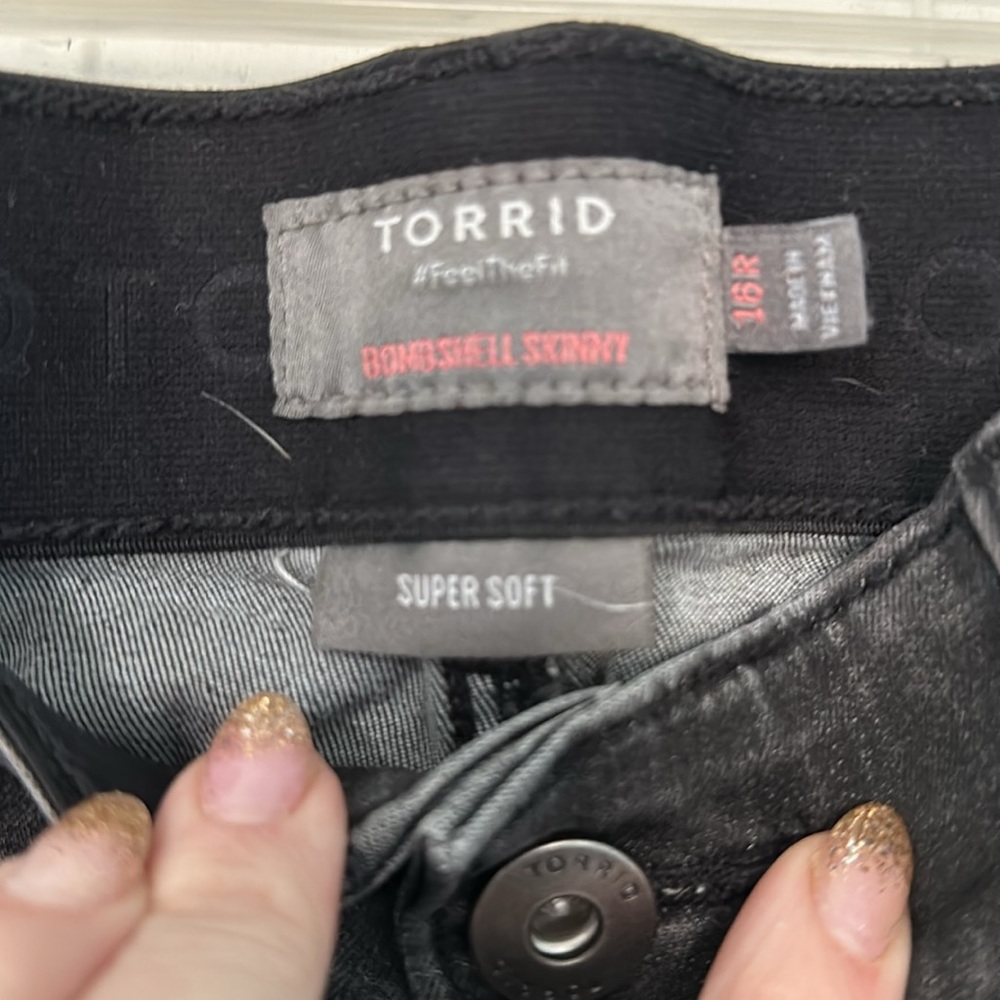 TORRID
#FeelTheFit
BOMBSHELL SKINNY
16R
MADE IN
VIETNAM
SUPER SOFT
TORRID